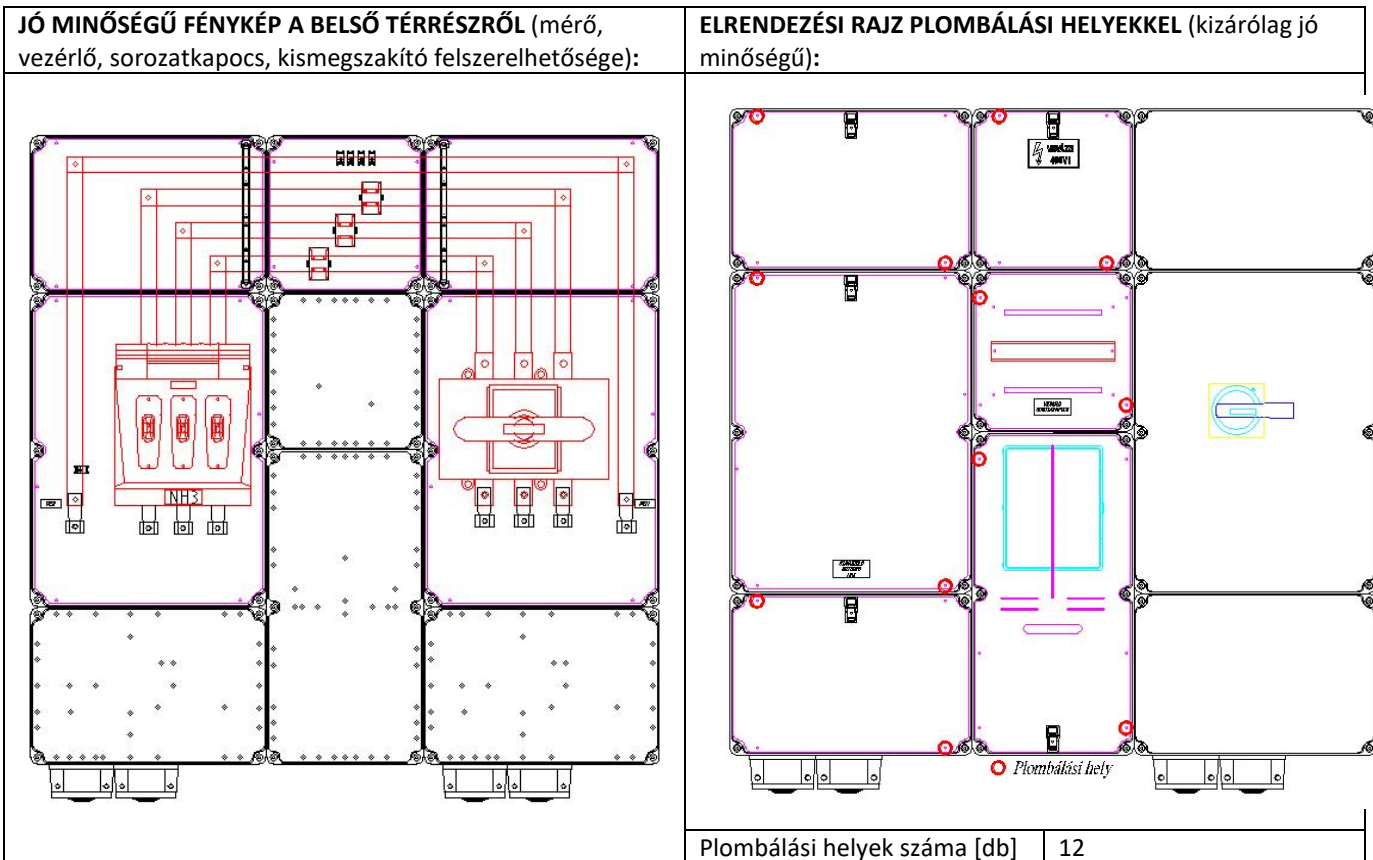 JÓ MINŐSÉGŰ FÉNYKÉP A BELSŐ TÉRRÉSZRŐL (mérő,
vezérlő, sorozatkapocs, kismegszakító felszerelhetősége):
ELRENDEZÉSI RAJZ PLOMBÁLÁSI HELYEKKEL (kizárólag jó
minőségű):
NH3
Plombálási hely
Plombálási helyek száma [db]
12